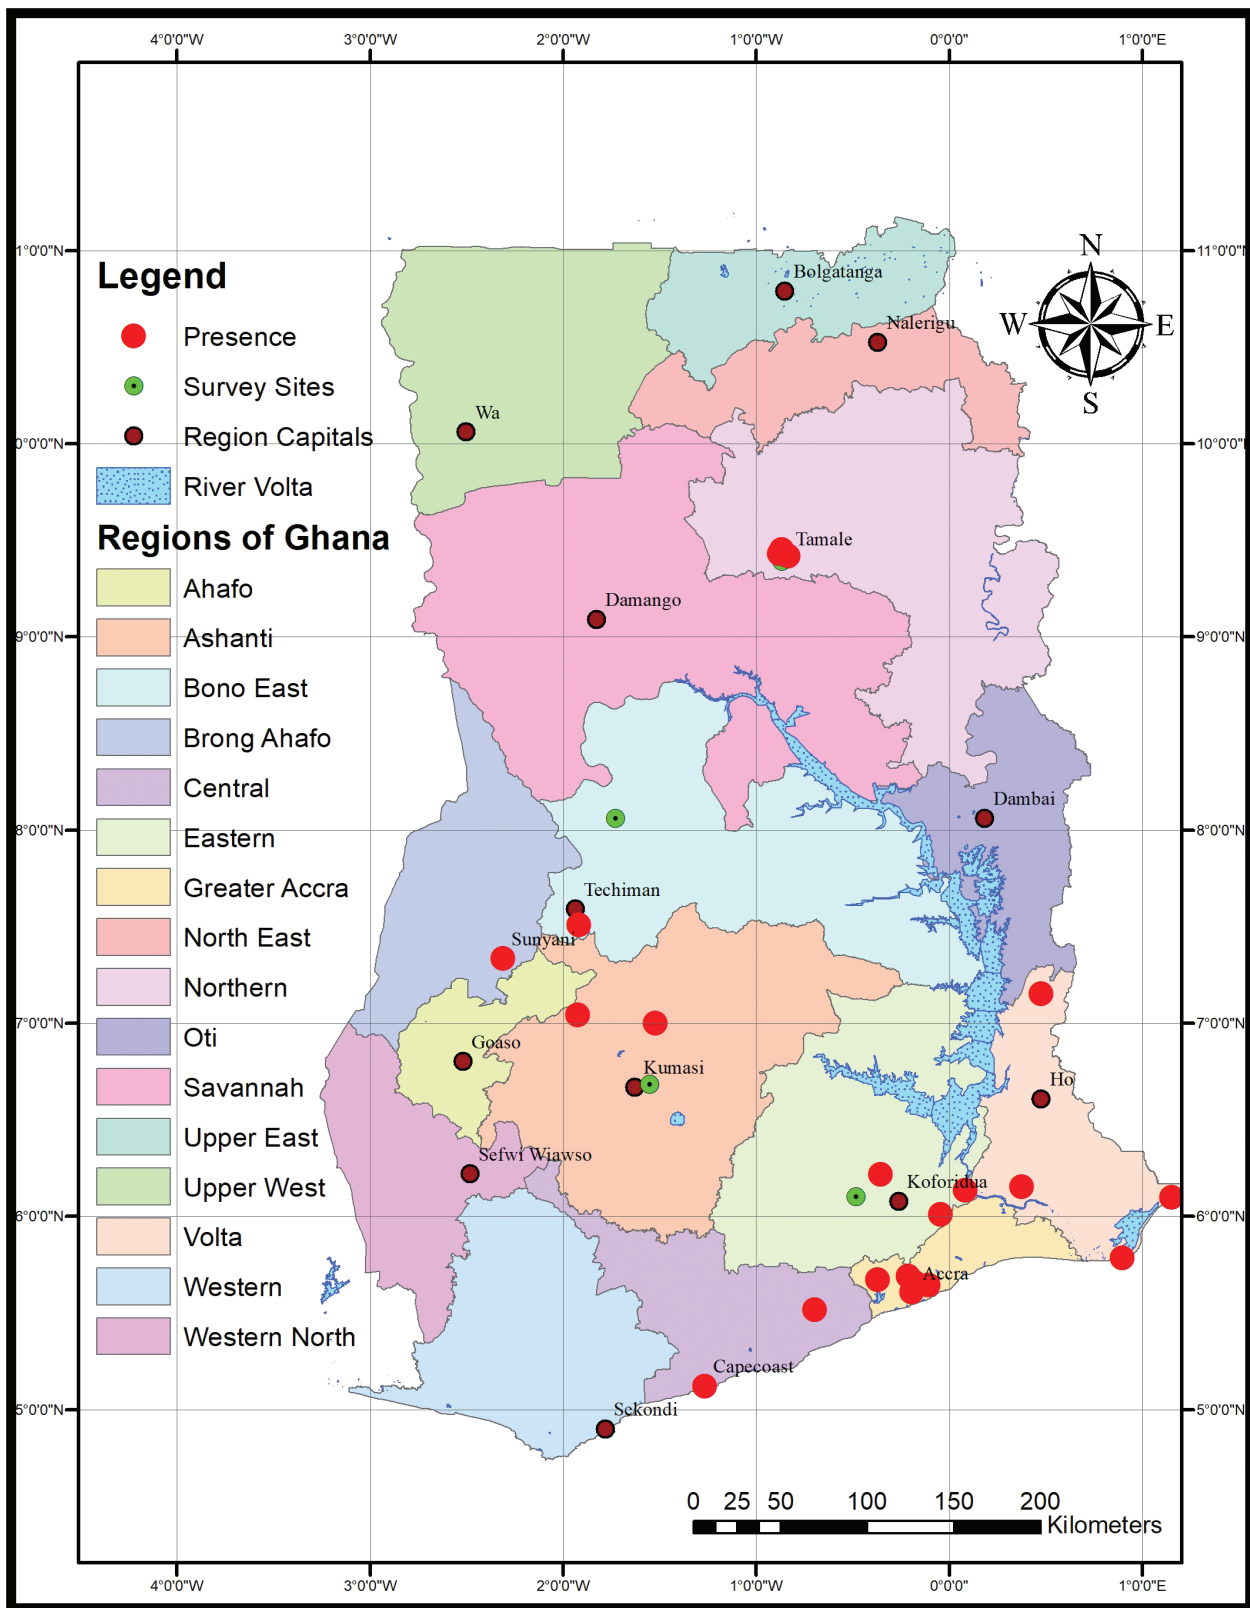 4°0'0"W 3°0'0"W 2°0'0"W 1°0'0"W 0°0'0" 1°0'0"E
1°0'0"N 11°0'0"N
0°0'0"N 10°0'0"N
9°0'0"N 9°0'0"N
8°0'0"N 8°0'0"N
7°0'0"N 7°0'0"N
6°0'0"N 6°0'0"N
5°0'0"N 5°0'0"N
N
W E
S
Legend
Presence
Survey Sites
Region Capitals
River Volta
Regions of Ghana
Ahafo
Ashanti
Bono East
Brong Ahafo
Central
Eastern
Greater Accra
North East
Northern
Oti
Savannah
Upper East
Upper West
Volta
Western
Western North
Bolgatanga
Nalerigu
Wa
Tamale
Damango
Dambai
Techiman
Sunyani
Goaso
Kumasi
Ho
Sefwi Wiawso
Koforidua
Accra
Capecoast
Sekondi
0 25 50 100 150 200
Kilometers
4°0'0"W 3°0'0"W 2°0'0"W 1°0'0"W 0°0'0" 1°0'0"E